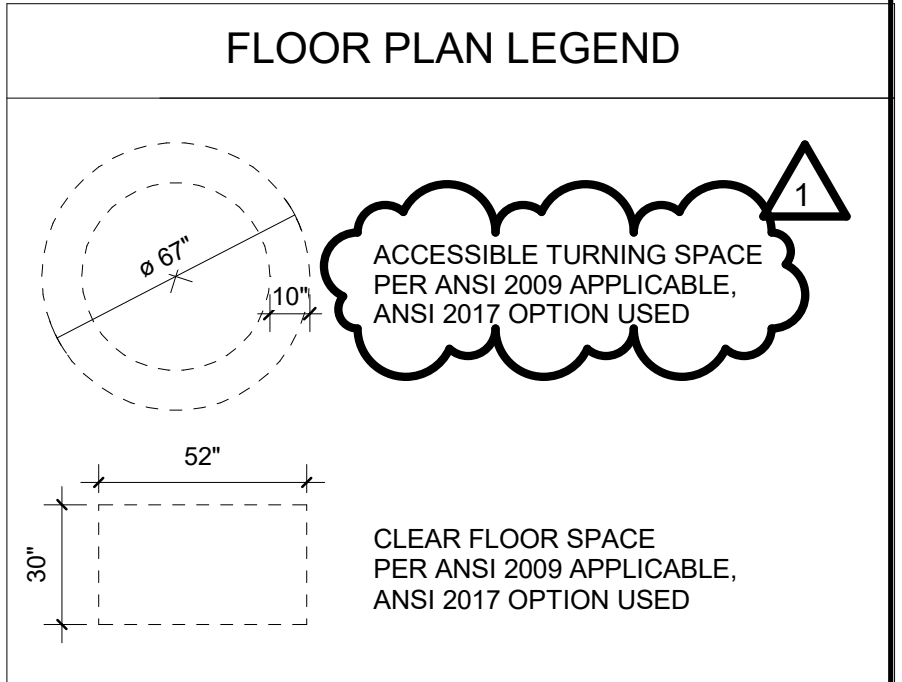 FLOOR PLAN LEGEND
ø 67"
10"
1
ACCESSIBLE TURNING SPACE
PER ANSI 2009 APPLICABLE,
ANSI 2017 OPTION USED
52"
30"
CLEAR FLOOR SPACE
PER ANSI 2009 APPLICABLE,
ANSI 2017 OPTION USED